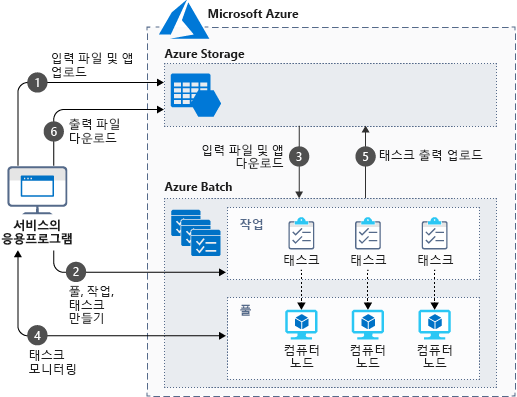 Microsoft Azure
Azure Storage
입력 파일 및 앱
업로드
1
6
출력 파일
다운로드
입력 파일 및 앱
다운로드
3
5
태스크 출력 업로드
Azure Batch
서비스의
응용프로그램
작업
태스크
태스크
태스크
2
풀, 작업,
태스크
만들기
풀
4
태스크
모니터링
컴퓨터
노드
컴퓨터
노드
컴퓨터
노드